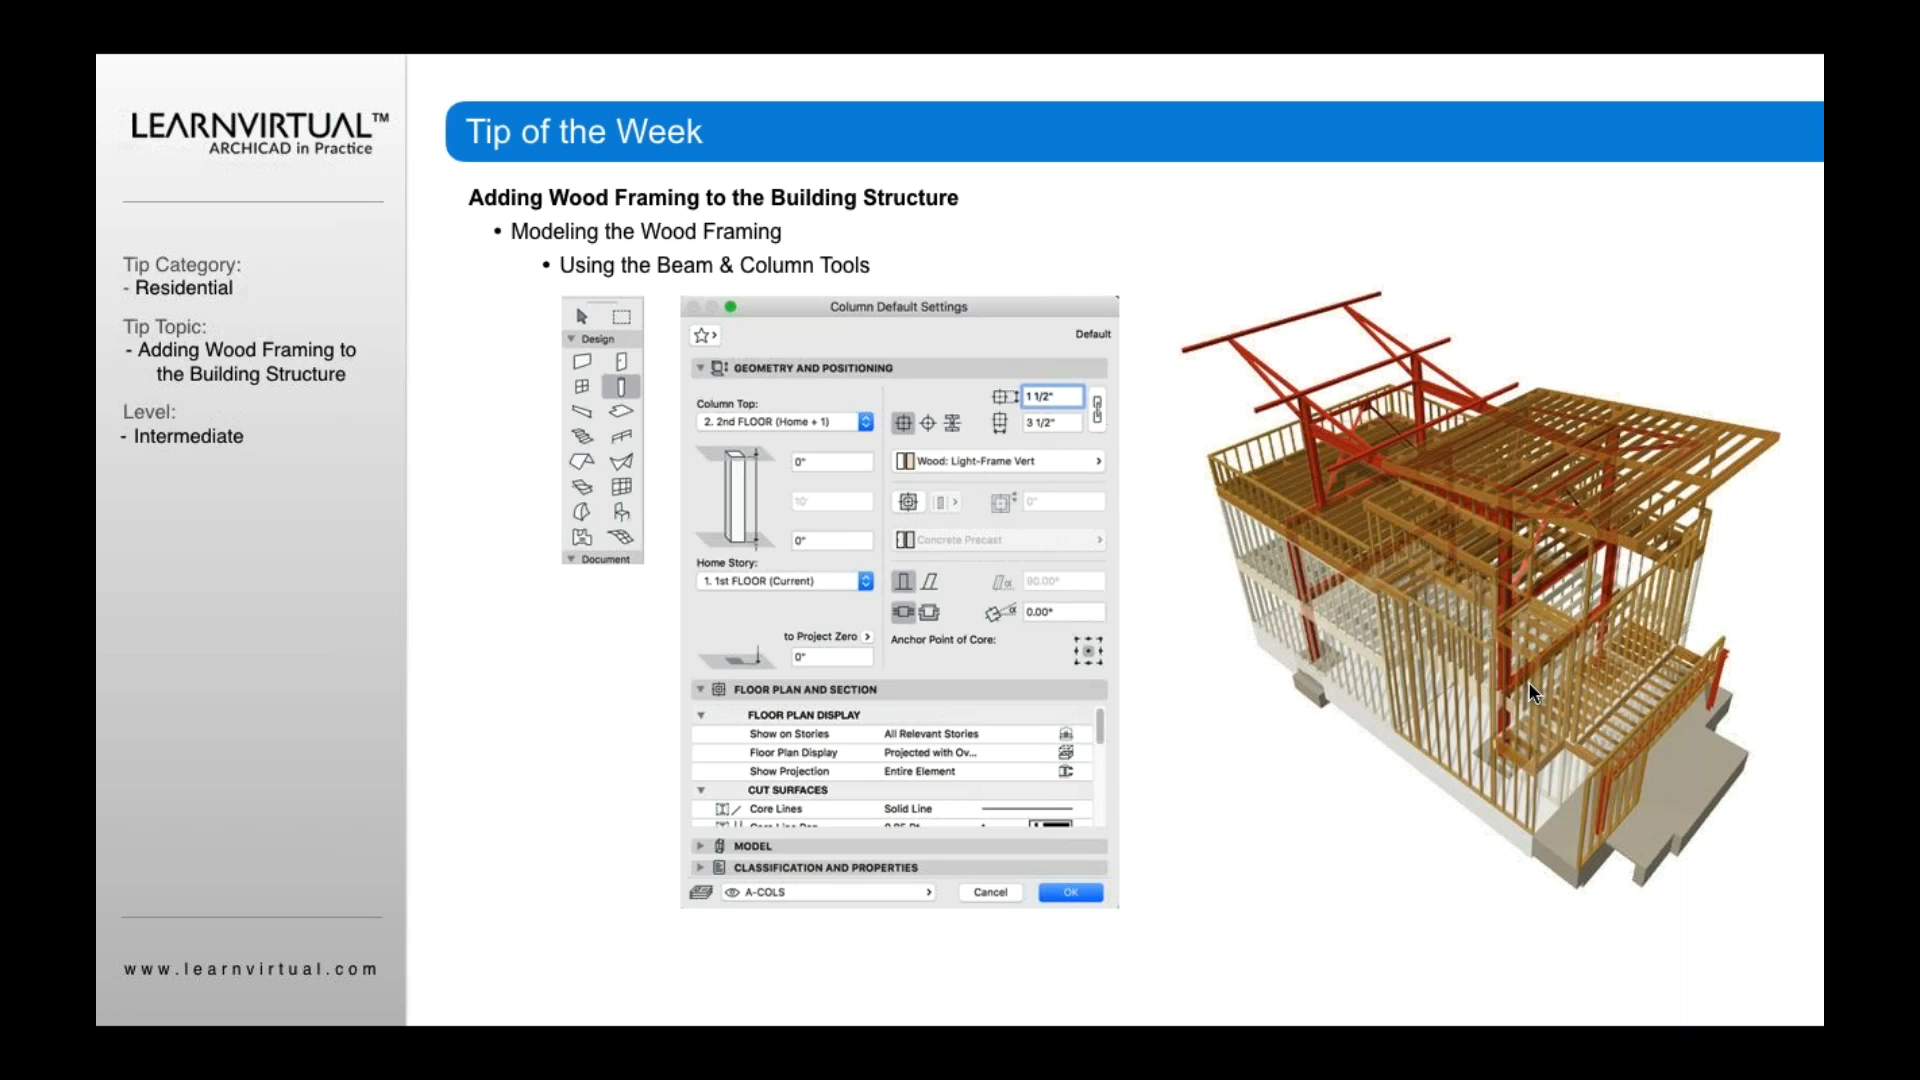 LEARNVIRTUAL™
ARCHICAD in Practice
Tip Category:
- Residential
Tip Topic:
- Adding Wood Framing to
the Building Structure
Level:
- Intermediate
www.learnvirtual.com
Tip of the Week
Adding Wood Framing to the Building Structure
• Modeling the Wood Framing
• Using the Beam & Column Tools
Design
Document
Column Default Settings
Default
GEOMETRY AND POSITIONING
Column Top:
2. 2nd FLOOR (Home + 1)
0"
10'
0"
Home Story:
1. 1st FLOOR (Current)
to Project Zero
0"
1 1/2"
3 1/2"
Wood: Light-Frame Vert
0"
Concrete Precast
90.00°
0.00°
Anchor Point of Core:
FLOOR PLAN AND SECTION
FLOOR PLAN DISPLAY
Show on Stories All Relevant Stories
Floor Plan Display Projected with Ov...
Show Projection Entire Element
CUT SURFACES
Core Lines Solid Line
MODEL
CLASSIFICATION AND PROPERTIES
A-COLS
Cancel
OK